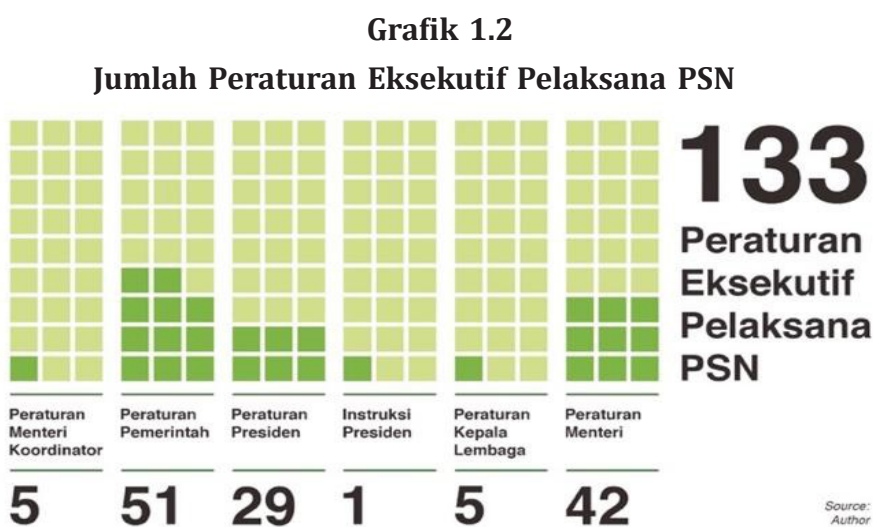 Grafik 1.2
Jumlah Peraturan Eksekutif Pelaksana PSN
133
Peraturan
Eksekutif
Pelaksana
PSN
Peraturan
Menteri
Koordinator
5
Peraturan
Pemerintah
51
Peraturan
Presiden
29
Instruksi
Presiden
1
Peraturan
Kepala
Lembaga
5
Peraturan
Menteri
42
Source:
Author